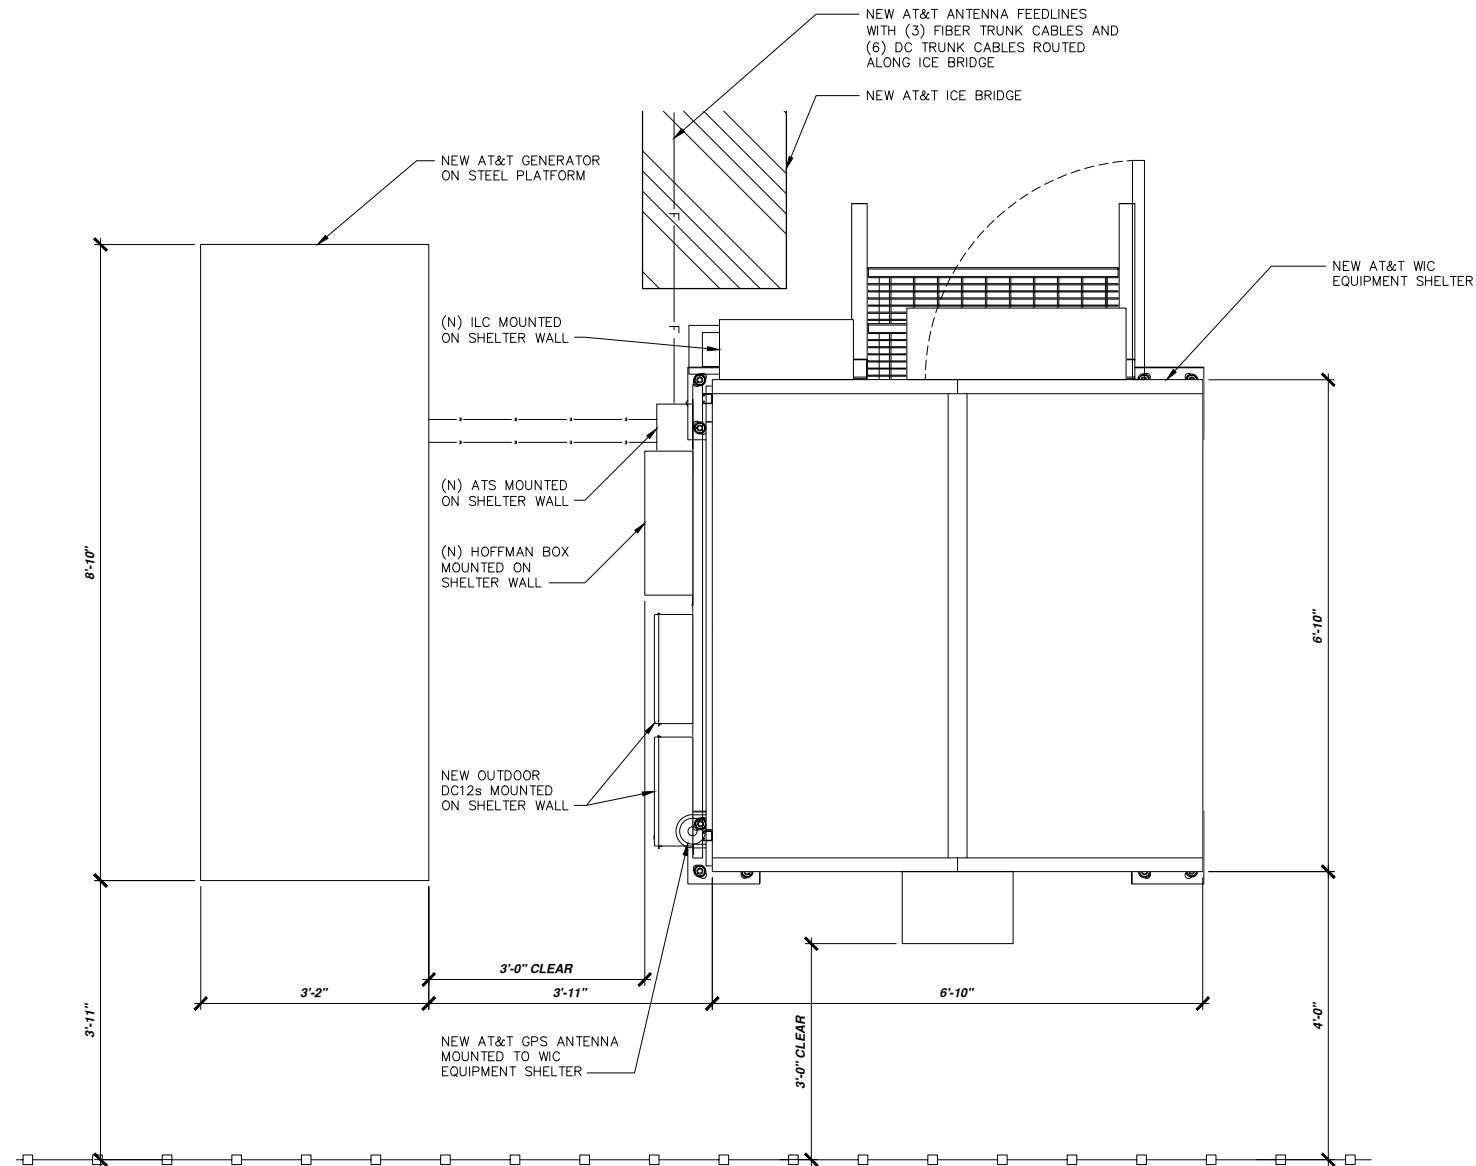 NEW AT&T ANTENNA FEEDLINES
WITH (3) FIBER TRUNK CABLES AND
(6) DC TRUNK CABLES ROUTED
ALONG ICE BRIDGE
NEW AT&T ICE BRIDGE
NEW AT&T GENERATOR
ON STEEL PLATFORM
NEW AT&T WIC
EQUIPMENT SHELTER
(N) ILC MOUNTED
ON SHELTER WALL
(N) ATS MOUNTED
ON SHELTER WALL
(N) HOFFMAN BOX
MOUNTED ON
SHELTER WALL
8'-10"
6'-10"
NEW OUTDOOR
DC12s MOUNTED
ON SHELTER WALL
3'-0" CLEAR
3'-2"
3'-11"
6'-10"
3'-11"
4'-0"
3'-0" CLEAR
NEW AT&T GPS ANTENNA
MOUNTED TO WIC
EQUIPMENT SHELTER